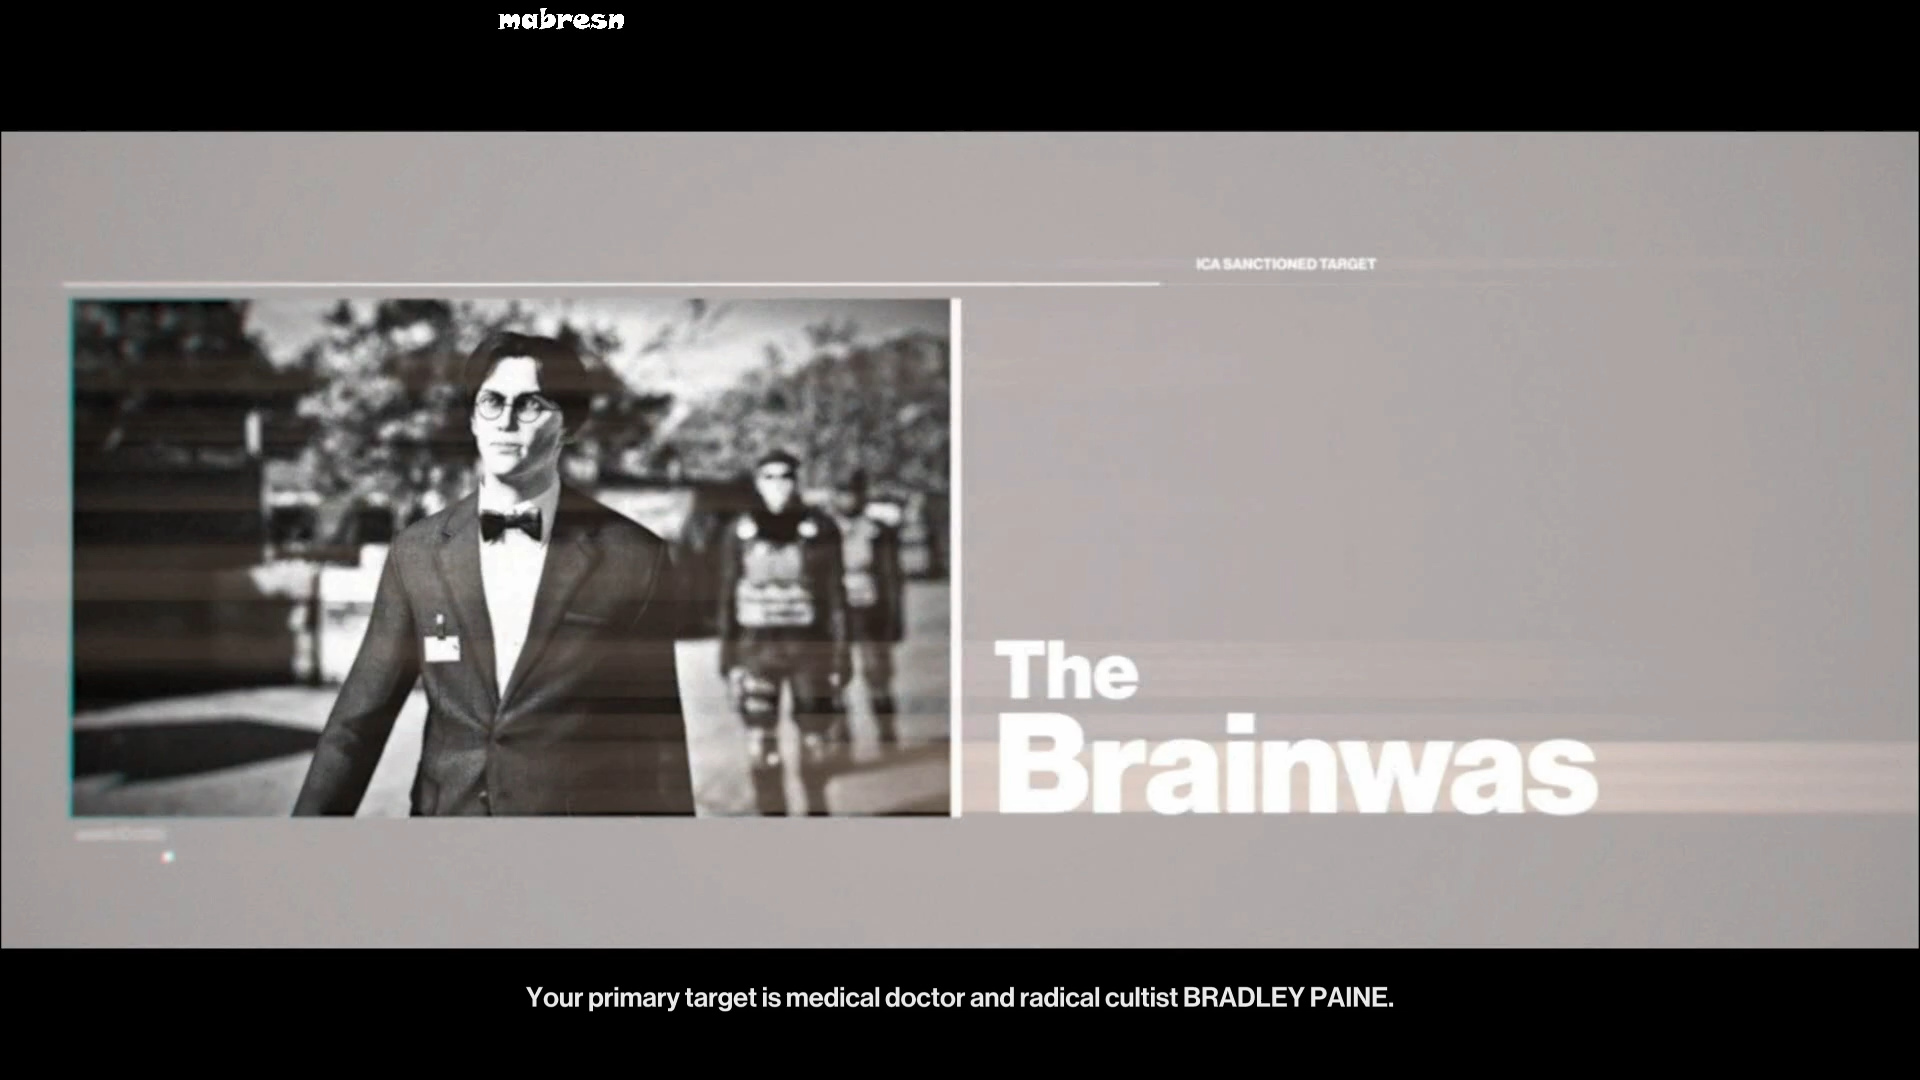 mabresn
ICA SANCTIONED TARGET
The
Brainwas
Your primary target is medical doctor and radical cultist BRADLEY PAINE.